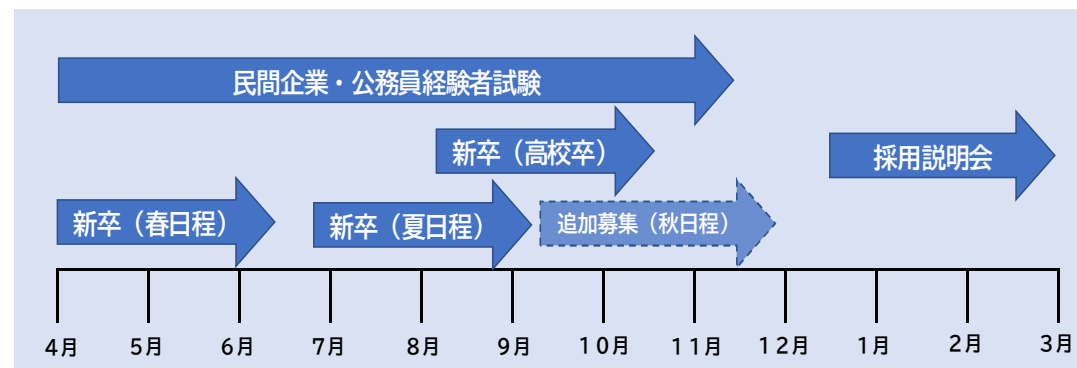 民間企業・公務員経験者試験
新卒（高校卒）
採用説明会
新卒（春日程）
新卒（夏日程）
追加募集（秋日程）
4月 5月 6月 7月 8月 9月 10月 11月 12月 1月 2月 3月